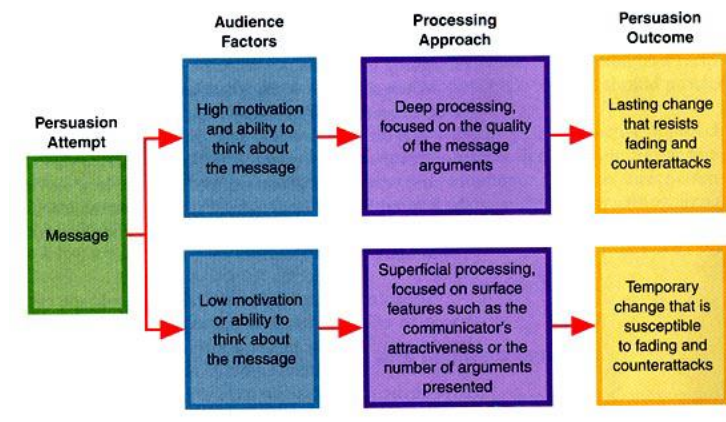 Audience
Factors
Processing
Approach
Persuasion
Outcome
Persuasion
Attempt
Message
High motivation
and ability to
think about
the message
Deep processing,
focused on the quality
of the message
arguments
Lasting change
that resists
fading and
counterattacks
Low motivation
or ability to
think about
the message
Superficial processing,
focused on surface
features such as the
communicator's
attractiveness or the
number of arguments
presented
Temporary
change that is
susceptible
to fading and
counterattacks